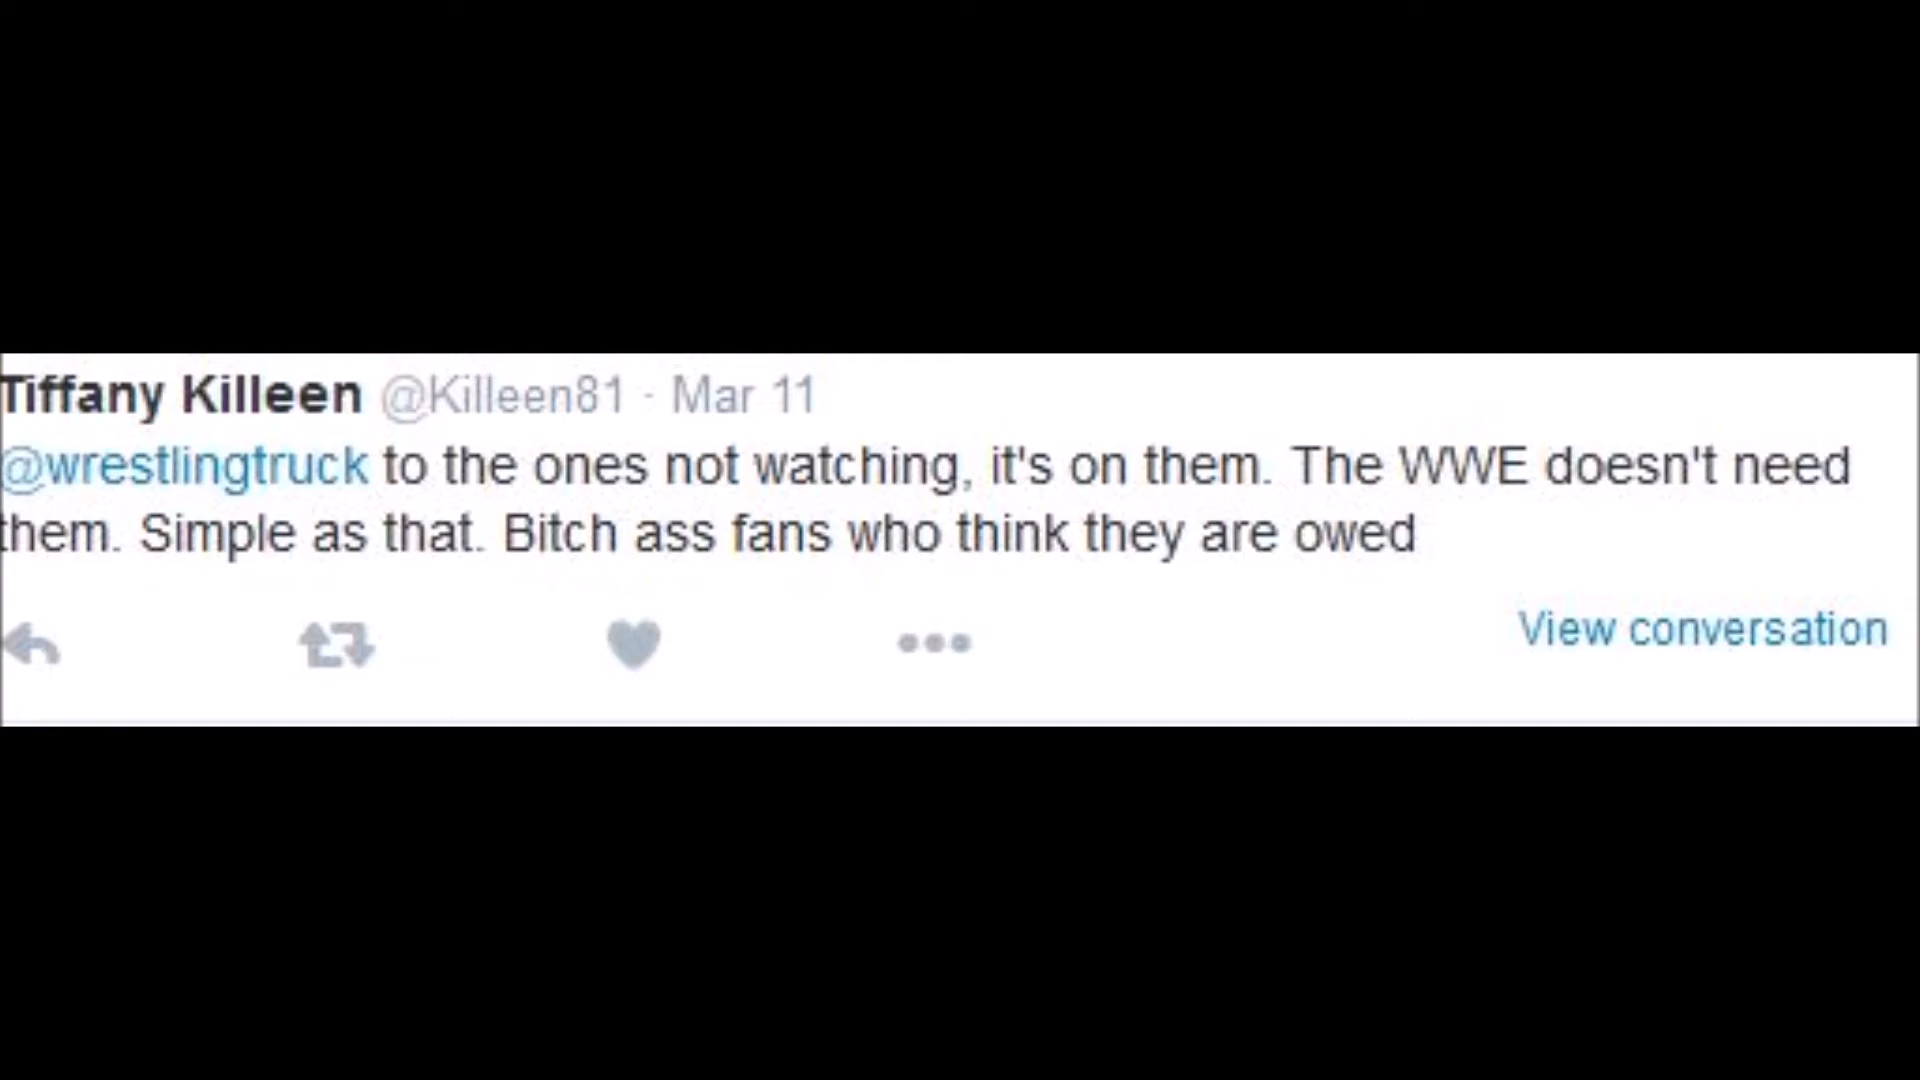 Tiffany Killeen @Killeen81 · Mar 11
@wrestlingtruck to the ones not watching, it's on them. The WWE doesn't need
them. Simple as that. Bitch ass fans who think they are owed
View conversation